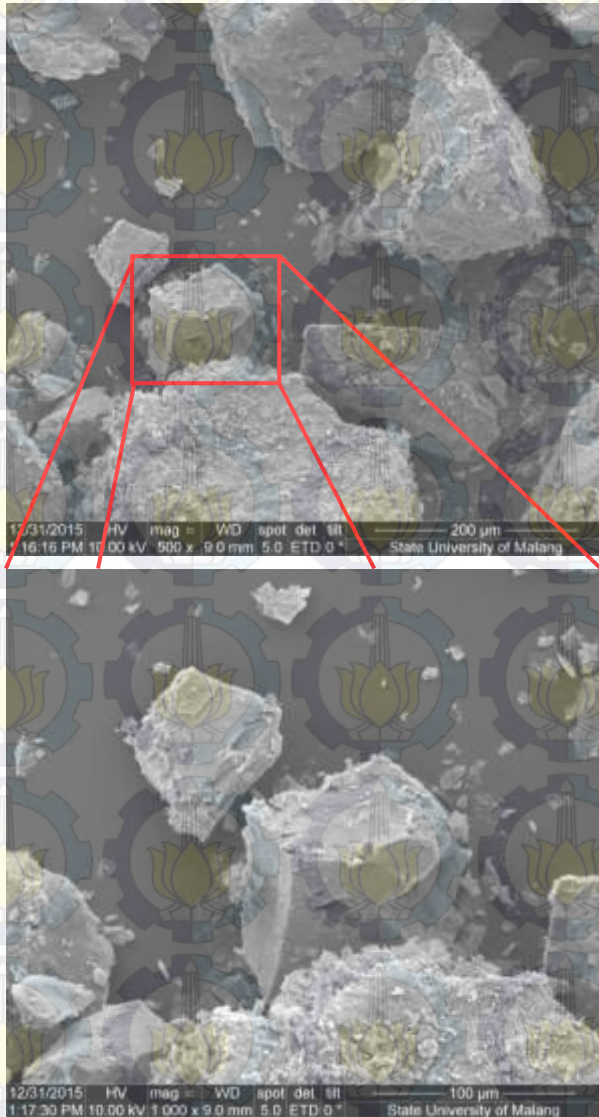 12/31/2015 HV mag = WD spot det tilt 200 µm
1:16:16 PM 10.00 kV 500 x 9.0 mm 5.0 ETD 0 ° State University of Malang
12/31/2015 HV mag = WD spot det tilt 100 µm
1:17:30 PM 10.00 kV 1 000 x 9.0 mm 5.0 ETD 0 ° State University of Malang